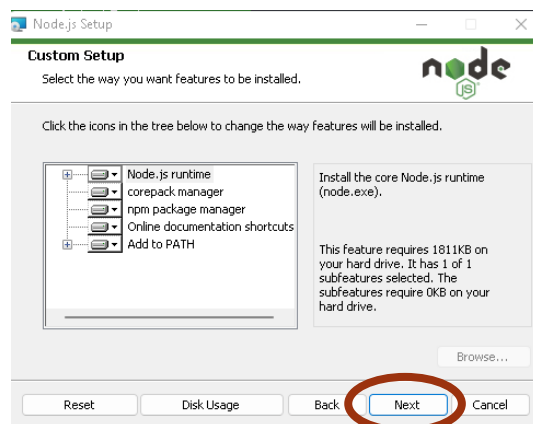 Node.js Setup
Custom Setup
Select the way you want features to be installed.
node
JS
Click the icons in the tree below to change the way features will be installed.
Node.js runtime
corepack manager
npm package manager
Online documentation shortcuts
Add to PATH
Install the core Node.js runtime
(node.exe).
This feature requires 1811KB on
your hard drive. It has 1 of 1
subfeatures selected. The
subfeatures require 0KB on your
hard drive.
Browse...
Reset Disk Usage Back Next Cancel